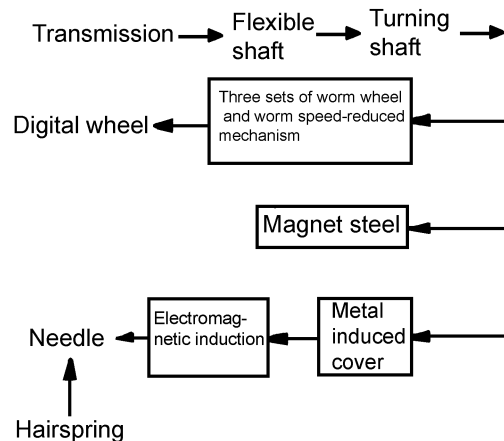 Transmission
Flexible
shaft
Turning
shaft
Three sets of worm wheel
and worm speed-reduced
mechanism
Digital wheel
Magnet steel
Metal
induced
cover
Electromag-
netic induction
Needle
Hairspring